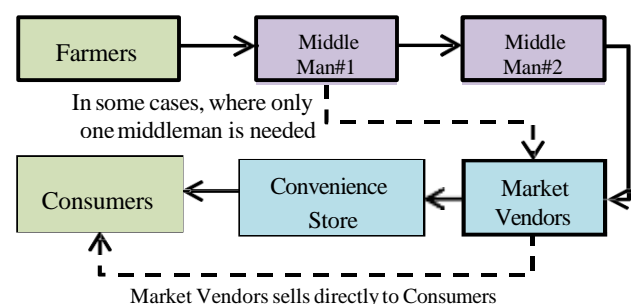 Farmers
Middle
Man#1
Middle
Man#2
In some cases, where only
one middleman is needed
Consumers
Convenience
Store
Market
Vendors
Market Vendors sells directly to Consumers